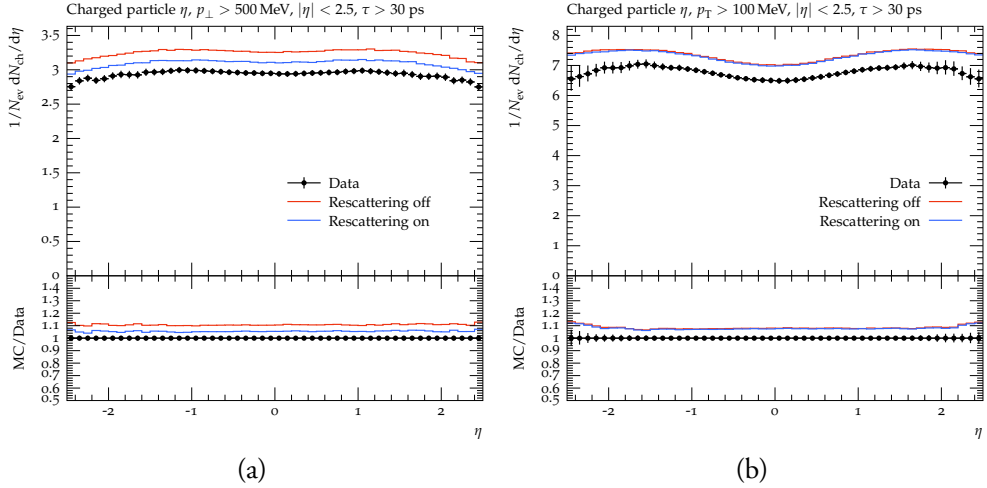 Charged particle η, p⊥ > 500 MeV, |η| < 2.5, τ > 30 ps
1/N_ev dN_ch/dη
3.5
3
2.5
2
1.5
1
0.5
0
Data
Rescattering off
Rescattering on
MC/Data
1.4
1.3
1.2
1.1
1
0.9
0.8
0.7
0.6
0.5
-2
-1
0
1
2
η
(a)
Charged particle η, p_T > 100 MeV, |η| < 2.5, τ > 30 ps
1/N_ev dN_ch/dη
8
7
6
5
4
3
2
1
0
Data
Rescattering off
Rescattering on
MC/Data
1.4
1.3
1.2
1.1
1
0.9
0.8
0.7
0.6
0.5
-2
-1
0
1
2
η
(b)